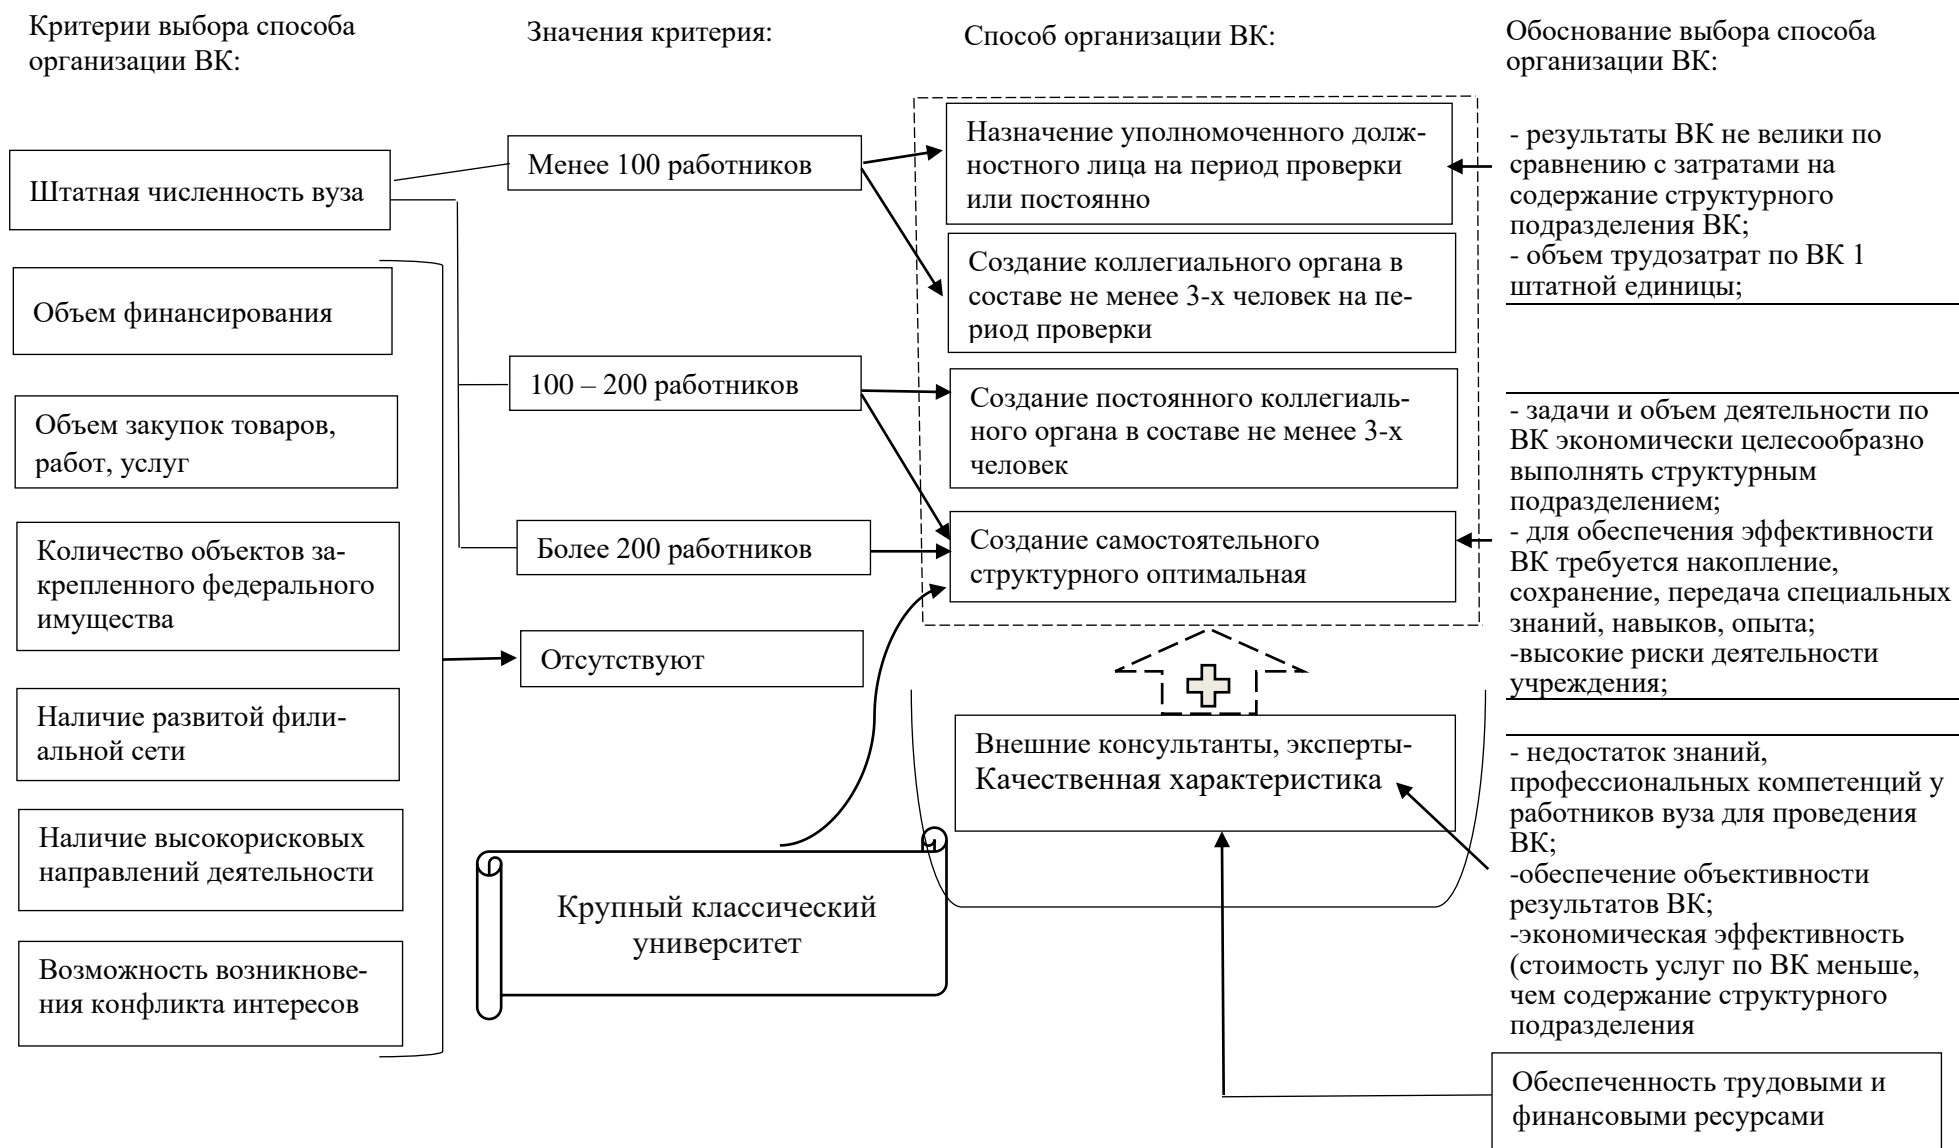 Критерии выбора способа
организации ВК:
Штатная численность вуза
Объем финансирования
Объем закупок товаров,
работ, услуг
Количество объектов за-
крепленного федерального
имущества
Наличие развитой фили-
альной сети
Наличие высокорисковых
направлений деятельности
Возможность возникнове-
ния конфликта интересов
Значения критерия:
Менее 100 работников
100 – 200 работников
Более 200 работников
Отсутствуют
Крупный классический
университет
Способ организации ВК:
Назначение уполномоченного долж-
ностного лица на период проверки
или постоянно
Создание коллегиального органа в
составе не менее 3-х человек на пе-
риод проверки
Создание постоянного коллегиаль-
ного органа в составе не менее 3-х
человек
Создание самостоятельного
структурного оптимальная
Внешние консультанты, эксперты-
Качественная характеристика
Обоснование выбора способа
организации ВК:
- результаты ВК не велики по
сравнению с затратами на
содержание структурного
подразделения ВК;
- объем трудозатрат по ВК 1
штатной единицы;
- задачи и объем деятельности по
ВК экономически целесообразно
выполнять структурным
подразделением;
- для обеспечения эффективности
ВК требуется накопление,
сохранение, передача специальных
знаний, навыков, опыта;
-высокие риски деятельности
учреждения;
- недостаток знаний,
профессиональных компетенций у
работников вуза для проведения
ВК;
-обеспечение объективности
результатов ВК;
-экономическая эффективность
(стоимость услуг по ВК меньше,
чем содержание структурного
подразделения
Обеспеченность трудовыми и
финансовыми ресурсами